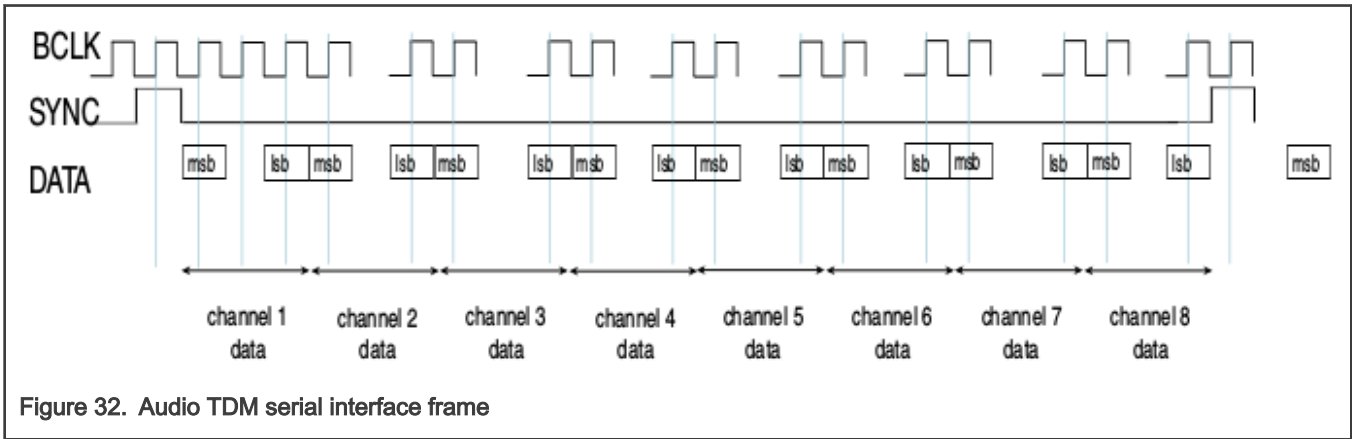 BCLK
SYNC
DATA
msb lsb msb lsb msb lsb msb lsb msb lsb msb lsb msb lsb msb lsb msb
channel 1 data
channel 2 data
channel 3 data
channel 4 data
channel 5 data
channel 6 data
channel 7 data
channel 8 data
Figure 32. Audio TDM serial interface frame